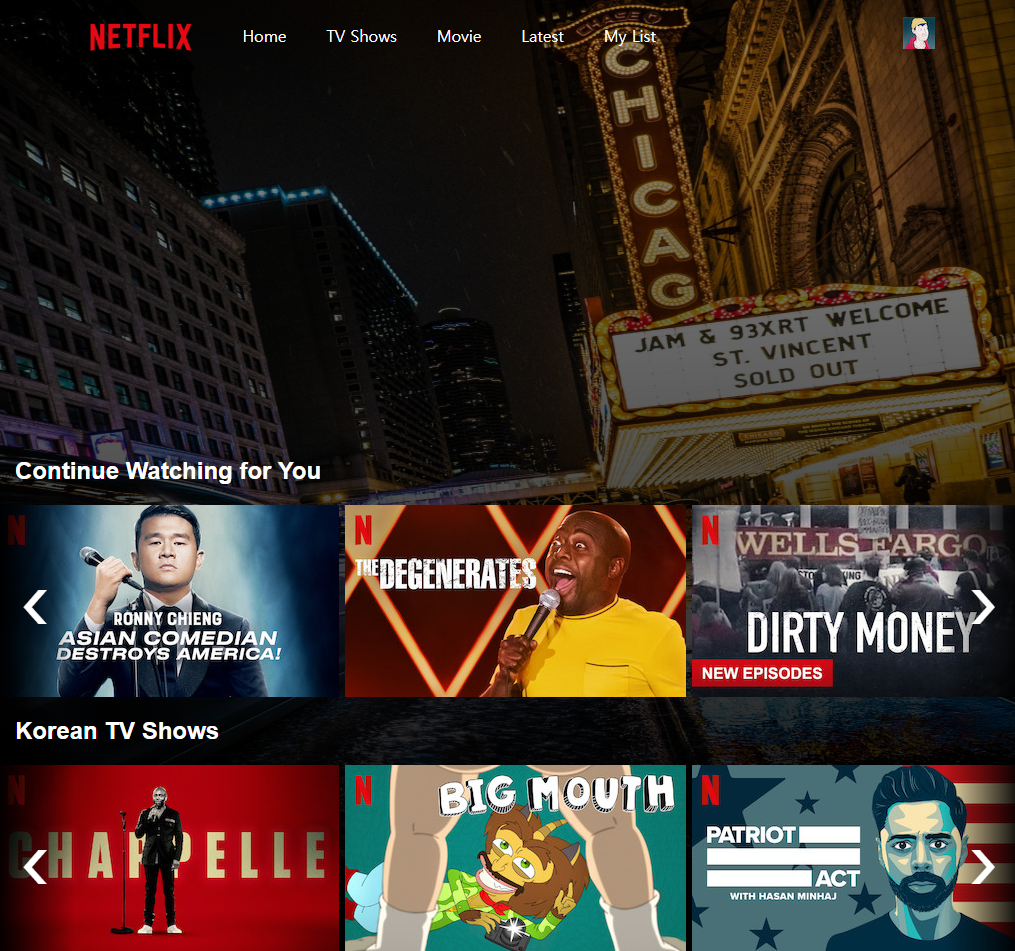 NETFLIX
Home
TV Shows
Movie
Latest
My List
CHICAG
JAM & 93XRT WELCOME
ST. VINCENT
SOLD OUT
Continue Watching for You
N
RONNY CHIENG
ASIAN COMEDIAN
DESTROYS AMERICA!
N
THE DEGENERATES
N
WELLS FARGO
DIRTY MONEY
NEW EPISODES
Korean TV Shows
N
CHAPPELLE
N
BIG MOUTH
N
PATRIOT
ACT
WITH HASAN MINHAJ